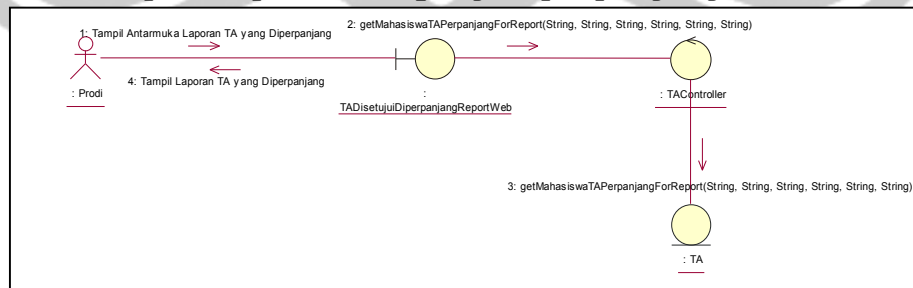 1: Tampil Antarmuka Laporan TA yang Diperpanjang
2: getMahasiswaTAPerpanjangForReport(String, String, String, String, String, String)
4: Tampil Laporan TA yang Diperpanjang
: Prodi
:
TADisetujuiDiperpanjangReportWeb
: TAController
3: getMahasiswaTAPerpanjangForReport(String, String, String, String, String, String)
: TA